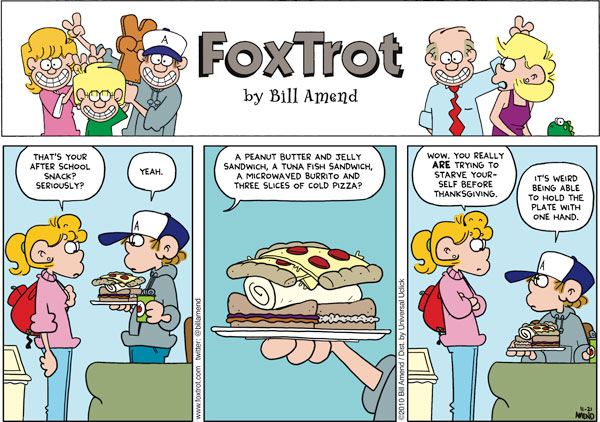 FoxTrot
by Bill Amend
A
THAT'S YOUR
AFTER SCHOOL
SNACK?
SERIOUSLY?
YEAH.
A
www.foxtrot.com twitter: @billamend
A PEANUT BUTTER AND JELLY
SANDWICH, A TUNA FISH SANDWICH,
A MICROWAVED BURRITO AND
THREE SLICES OF COLD PIZZA?
©2010 Bill Amend / Dist. by Universal Uclick
WOW, YOU REALLY
ARE TRYING TO
STARVE YOUR-
SELF BEFORE
THANKSGIVING.
IT'S WEIRD
BEING ABLE
TO HOLD THE
PLATE WITH
ONE HAND.
A
11-21
AMEND